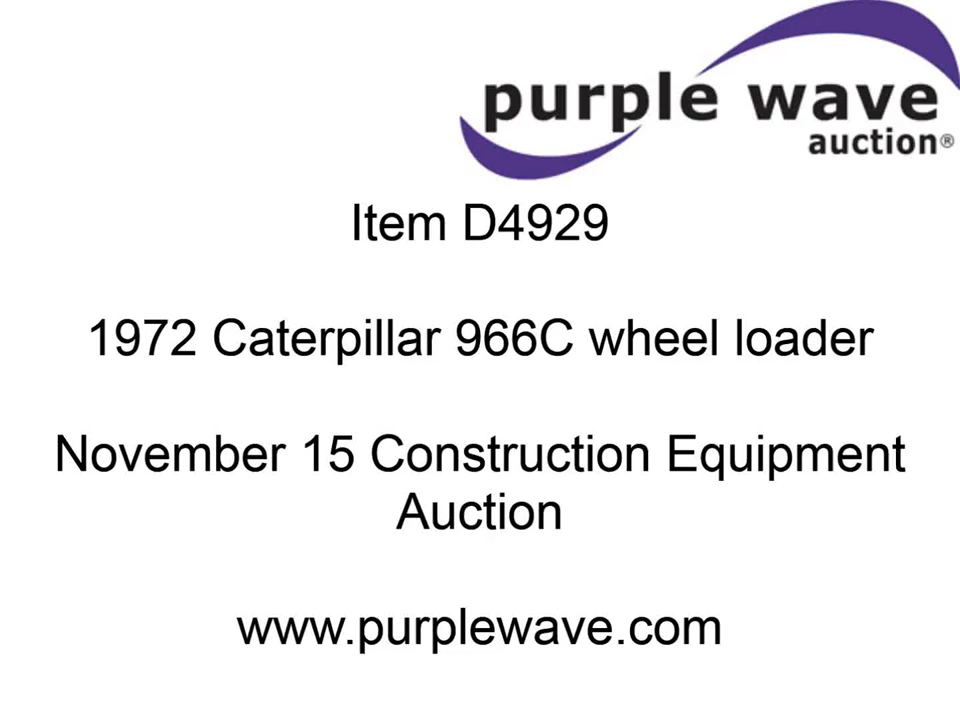 purple wave
auction®
Item D4929
1972 Caterpillar 966C wheel loader
November 15 Construction Equipment
Auction
www.purplewave.com